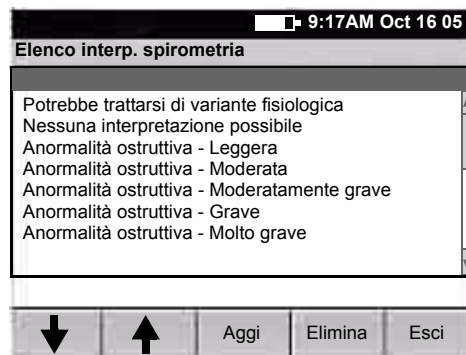 9:17AM Oct 16 05
Elenco interp. spirometria
Potrebbe trattarsi di variante fisiologica
Nessuna interpretazione possibile
Anormalità ostruttiva - Leggera
Anormalità ostruttiva - Moderata
Anormalità ostruttiva - Moderatamente grave
Anormalità ostruttiva - Grave
Anormalità ostruttiva - Molto grave
Aggi Elimina Esci